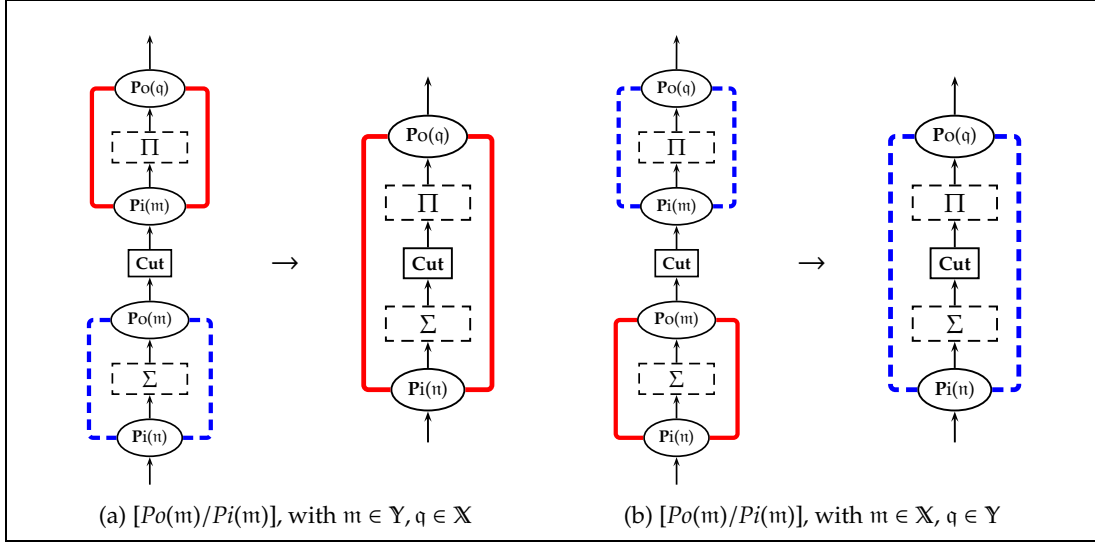 Po(𝔮)
Π
Pi(𝔪)
Cut
Po(𝔪)
Σ
Pi(𝔫)
→
Po(𝔮)
Π
Cut
Σ
Pi(𝔫)
(a) [Po(𝔪)/Pi(𝔪)], with 𝔪 ∈ 𝕐, 𝔮 ∈ 𝕏
Po(𝔮)
Π
Pi(𝔪)
Cut
Po(𝔪)
Σ
Pi(𝔫)
→
Po(𝔮)
Π
Cut
Σ
Pi(𝔫)
(b) [Po(𝔪)/Pi(𝔪)], with 𝔪 ∈ 𝕏, 𝔮 ∈ 𝕐